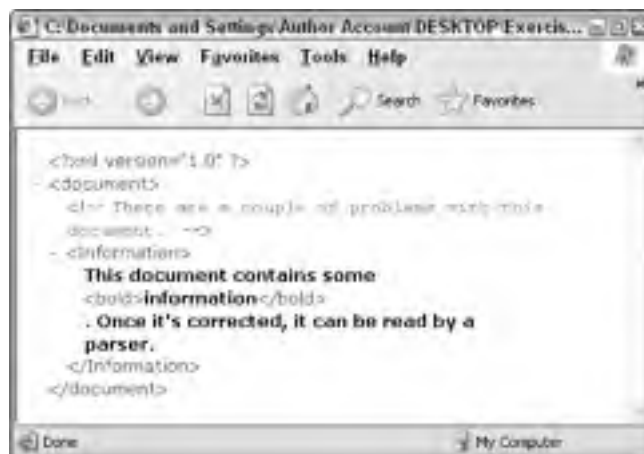 C:\Documents and Settings\Author Account\DESKTOP\Exercis...
File Edit View Favorites Tools Help
Back Search Favorites
<?xml version="1.0" ?>
- <document>
<!-- There are a couple of problems with this
document. -->
- <Information>
This document contains some
<bold>information</bold>
. Once it's corrected, it can be read by a
parser.
</Information>
</document>
Done My Computer